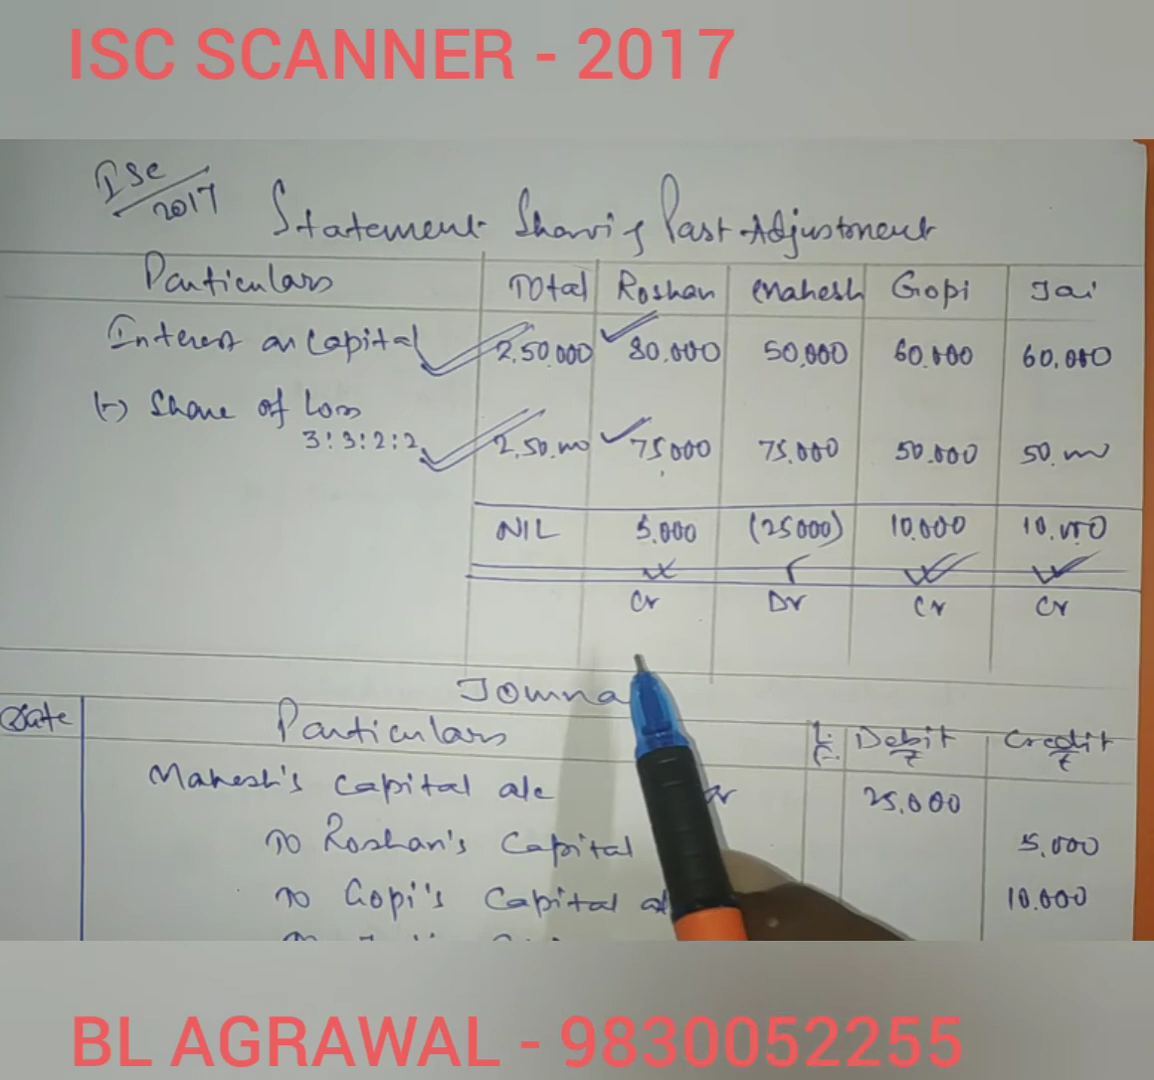 ISC SCANNER - 2017
ISC
2017
Statement Showing Past Adjustment
Particulars Total Roshan Mahesh Gopi Jai
Interest on Capital 2,50,000 80,000 50,000 60,000 60,000
(-) Share of Loss
3:3:2:2 2,50,000 75,000 75,000 50,000 50,000
NIL 5,000 (25000) 10,000 10,000
Cr Dr Cr Cr
Journa
Date Particulars L.F. Debit ₹ Credit ₹
Mahesh's Capital a/c 25,000
To Roshan's Capital 5,000
To Gopi's Capital 10,000
BL AGRAWAL - 9830052255